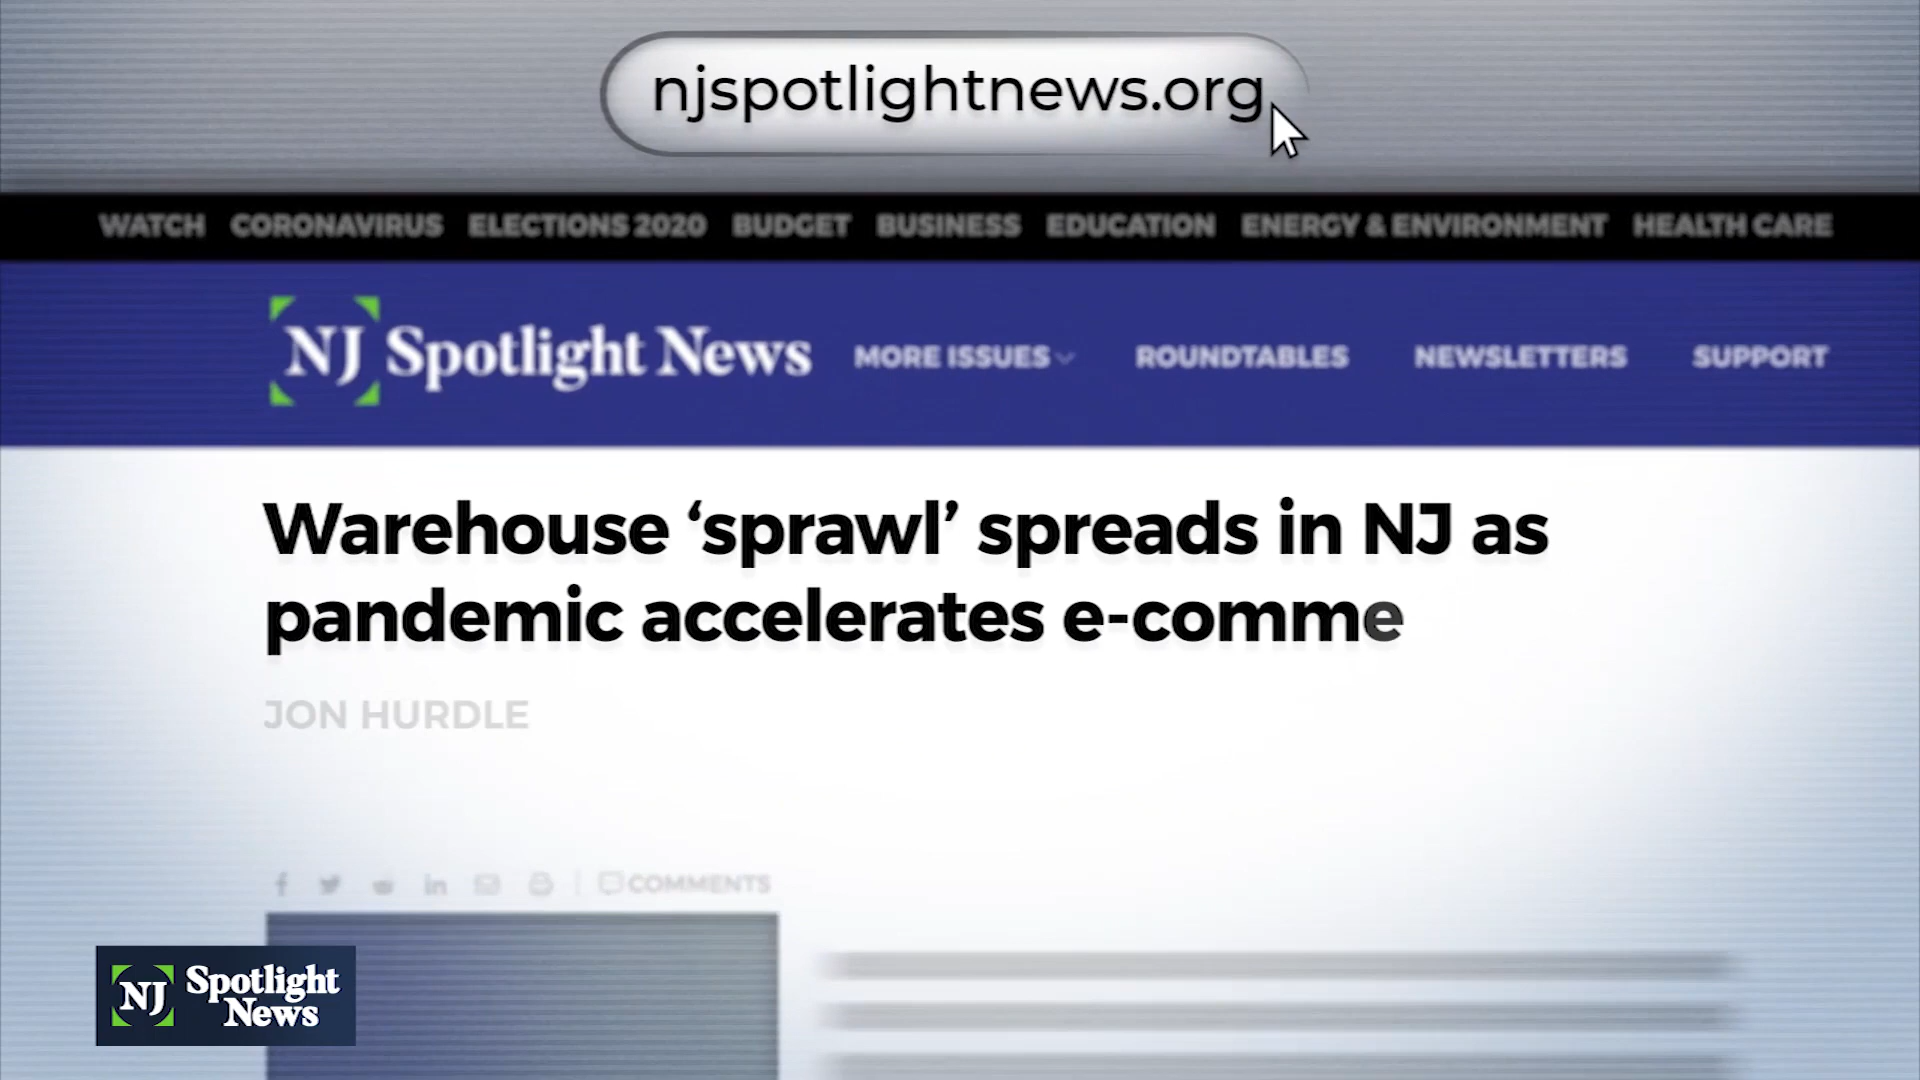 njspotlightnews.org
WATCH CORONAVIRUS ELECTIONS 2020 BUDGET BUSINESS EDUCATION ENERGY & ENVIRONMENT HEALTH CARE
NJ Spotlight News MORE ISSUES ROUNDTABLES NEWSLETTERS SUPPORT
Warehouse ‘sprawl’ spreads in NJ as
pandemic accelerates e-comme
JON HURDLE
COMMENTS
NJ Spotlight
News